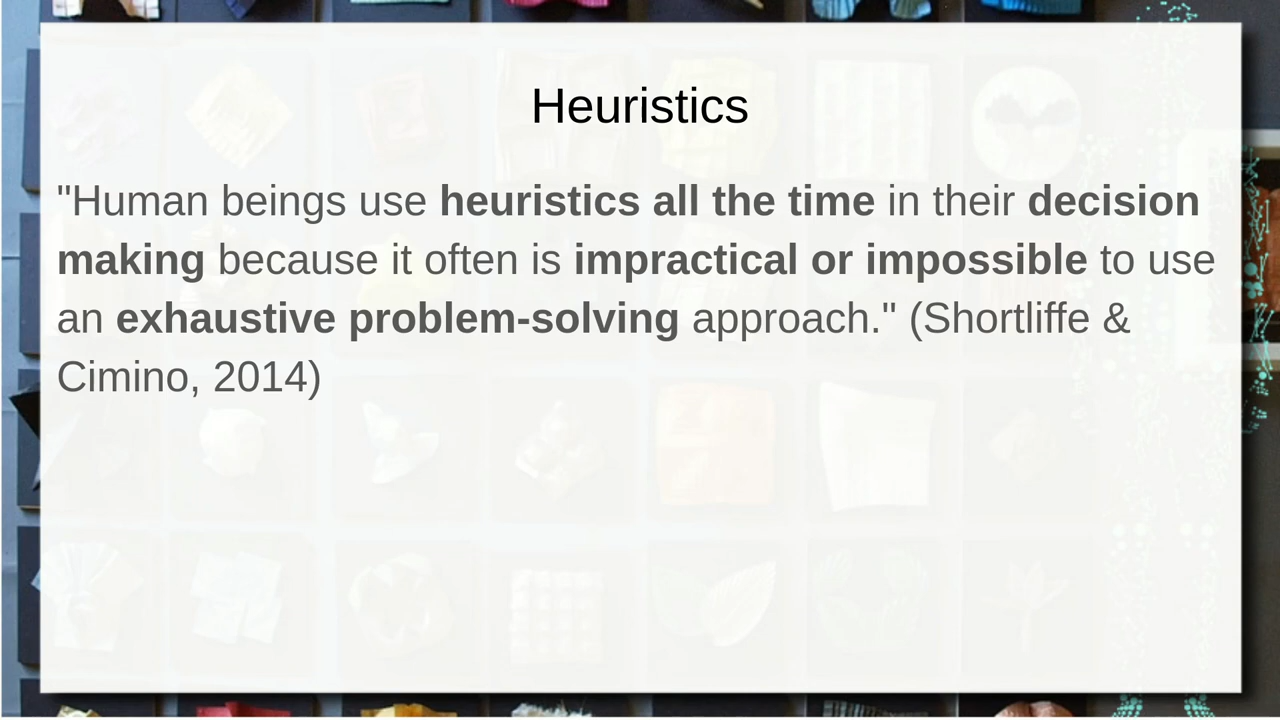 Heuristics
"Human beings use heuristics all the time in their decision
making because it often is impractical or impossible to use
an exhaustive problem-solving approach." (Shortliffe &
Cimino, 2014)